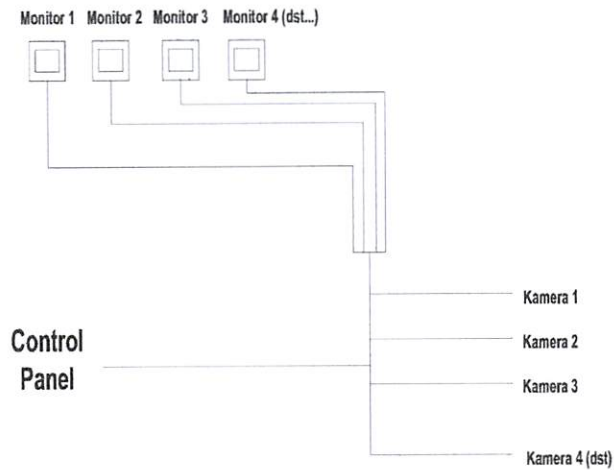 Monitor 1 Monitor 2 Monitor 3 Monitor 4 (dst...)
Kamera 1
Control
Panel
Kamera 2
Kamera 3
Kamera 4 (dst)